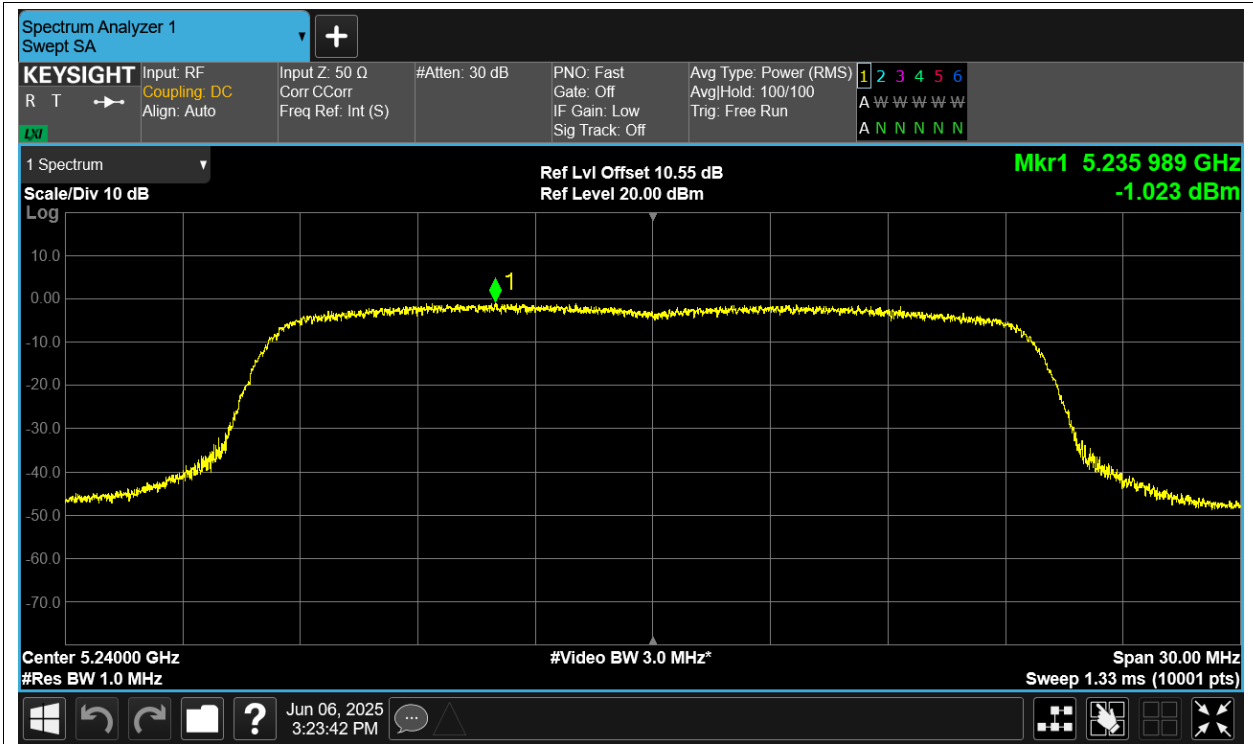 Spectrum Analyzer 1
Swept SA
KEYSIGHT
R T
LXI
Input: RF
Coupling: DC
Align: Auto
Input Z: 50 Ω
Corr CCorr
Freq Ref: Int (S)
#Atten: 30 dB
PNO: Fast
Gate: Off
IF Gain: Low
Sig Track: Off
Avg Type: Power (RMS)
Avg|Hold: 100/100
Trig: Free Run
1 2 3 4 5 6
A W W W W W
A N N N N N
1 Spectrum
Scale/Div 10 dB
Log
Ref Lvl Offset 10.55 dB
Ref Level 20.00 dBm
Mkr1 5.235 989 GHz
-1.023 dBm
1
10.0
0.00
-10.0
-20.0
-30.0
-40.0
-50.0
-60.0
-70.0
Center 5.24000 GHz
#Res BW 1.0 MHz
#Video BW 3.0 MHz*
Span 30.00 MHz
Sweep 1.33 ms (10001 pts)
?
Jun 06, 2025
3:23:42 PM